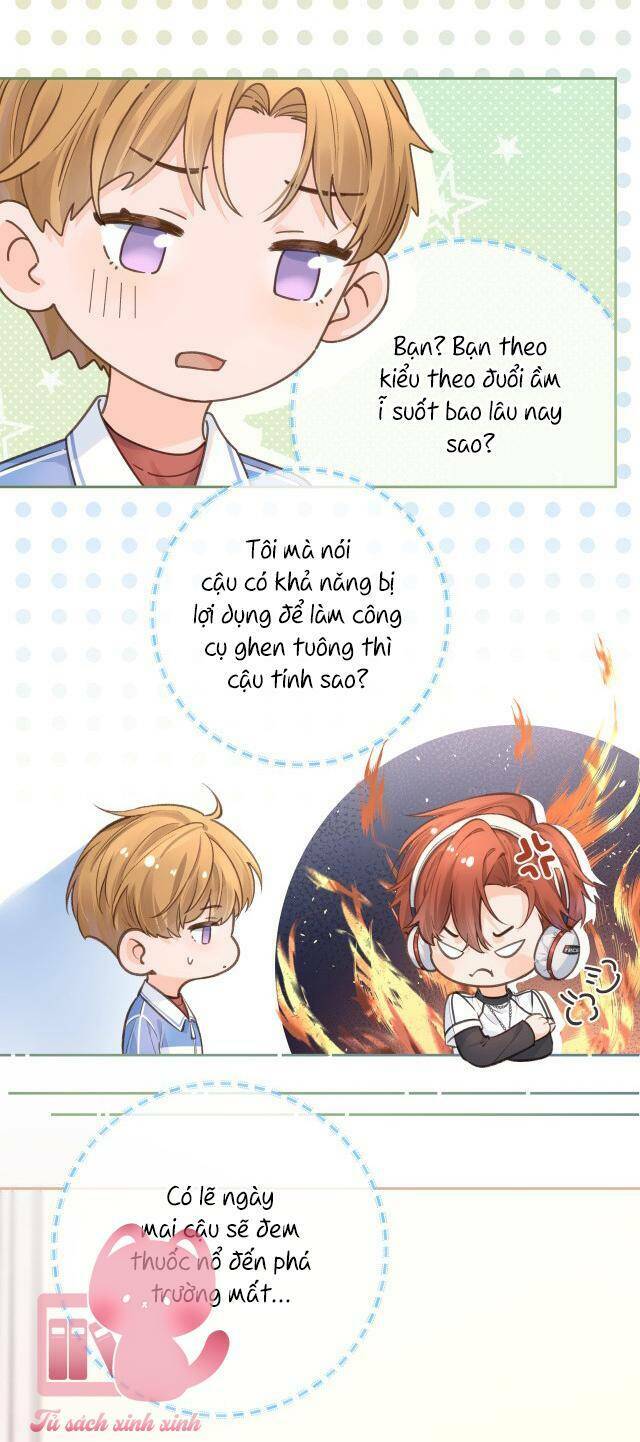 Bạn? Bạn theo
kiểu theo đuổi ầm
ĩ suốt bao lâu nay
sao?
Tôi mà nói
cậu có khả năng bị
lợi dụng để làm công
cụ ghen tuông thì
cậu tính sao?
Có lẽ ngày
mai cậu sẽ đem
thuốc nổ đến phá
trường mất...
Tủ sách xinh xinh